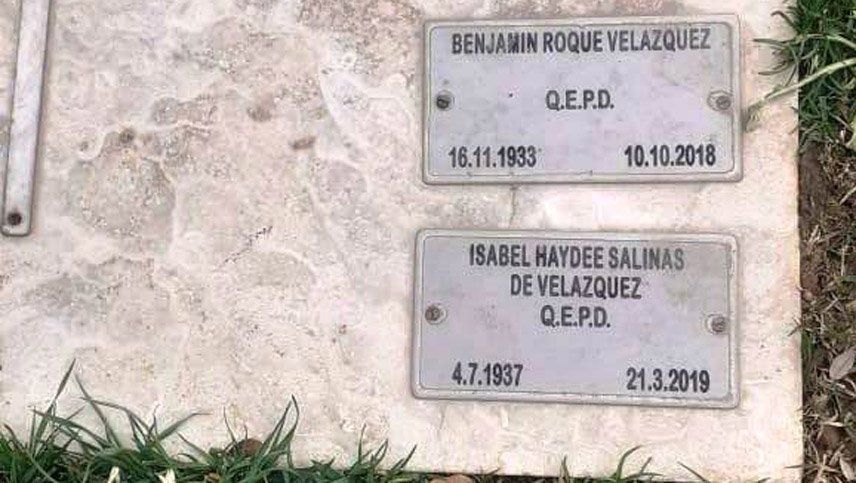 BENJAMIN ROQUE VELAZQUEZ
Q.E.P.D.
16.11.1933 10.10.2018
ISABEL HAYDEE SALINAS
DE VELAZQUEZ
Q.E.P.D.
4.7.1937 21.3.2019